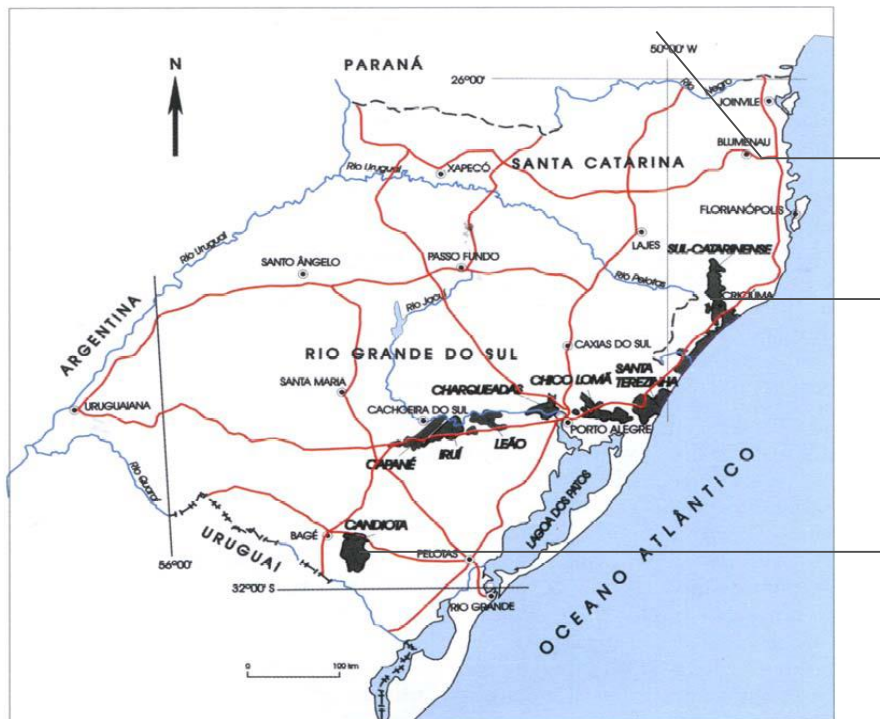 50°00' W
N
PARANÁ
26°00'
Rio Negro
JOINVILE
BLUMENAU
SANTA CATARINA
Rio Uruguai
XAPECÓ
FLORIANÓPOLIS
LAJES
Rio Uruguai
SUL-CATARINENSE
PASSO FUNDO
SANTO ÂNGELO
Rio Pelotas
CRICIÚMA
Rio Jacuí
ARGENTINA
CAXIAS DO SUL
RIO GRANDE DO SUL
SANTA
TEREZINHA
CHICO LOMÃ
CHARQUEADAS
SANTA MARIA
URUGUAIANA
CACHOEIRA DO SUL
PORTO ALEGRE
LEÃO
IRUÍ
CAPANÉ
Rio Quaraí
LAGOA DOS PATOS
OCEANO ATLÂNTICO
CANDIOTA
URUGUAI
BAGÉ
PELOTAS
56°00'
32°00' S
RIO GRANDE
0 100 km